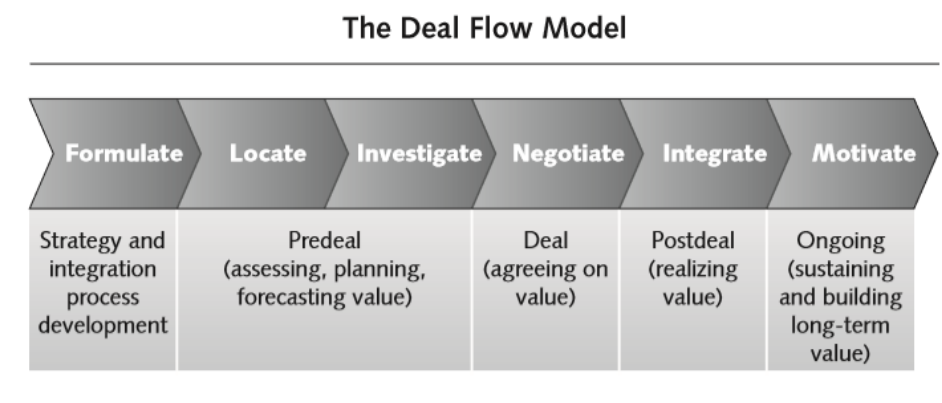 The Deal Flow Model
Formulate
Locate
Investigate
Negotiate
Integrate
Motivate
Strategy and
integration
process
development
Predeal
(assessing, planning,
forecasting value)
Deal
(agreeing on
value)
Postdeal
(realizing
value)
Ongoing
(sustaining
and building
long-term
value)